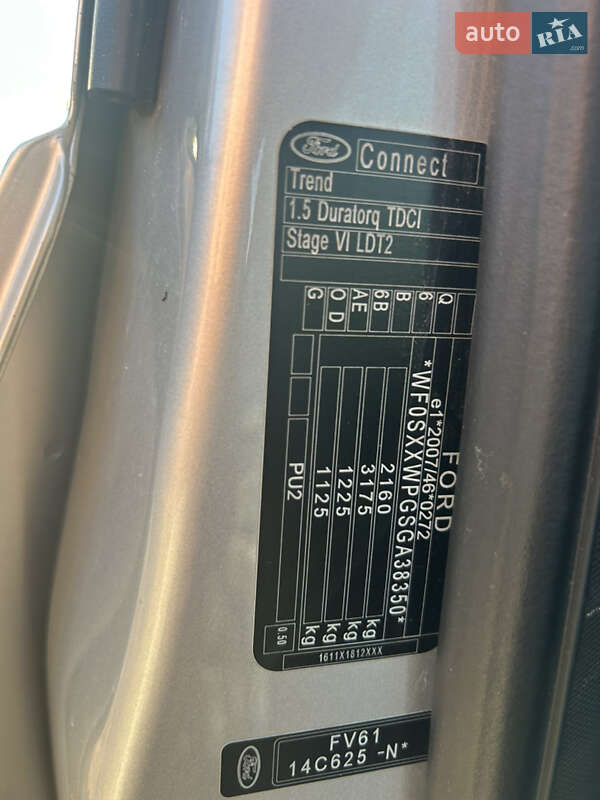 auto RIA.com
Ford
Connect
Trend
1.5 Duratorq TDCI
Stage VI LDT2
Q
6
B
6B
AE
O D
G
FORD
e1*2007/46*0272
*WF0SXXWPGSGA38350*
2160 kg
3175 kg
1225 kg
1125 kg
PU2
0.50
1611X1812XXX
Ford
FV61
14C625 -N*